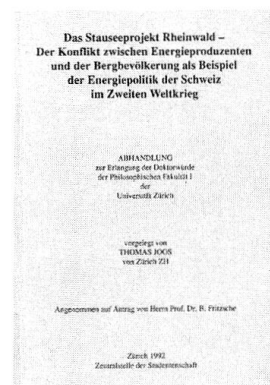 Das Stauseeprojekt Rheinwald –
Der Konflikt zwischen Energieproduzenten
und der Bergbevölkerung als Beispiel
der Energiepolitik der Schweiz
im Zweiten Weltkrieg
ABHANDLUNG
zur Erlangung der Doktorwürde
der Philosophischen Fakultät I
der
Universität Zürich
vorgelegt von
THOMAS JOOS
von Zürich ZH
Angenommen auf Antrag von Herrn Prof. Dr. B. Fritzsche
Zürich 1992
Zentralstelle der Studentenschaft